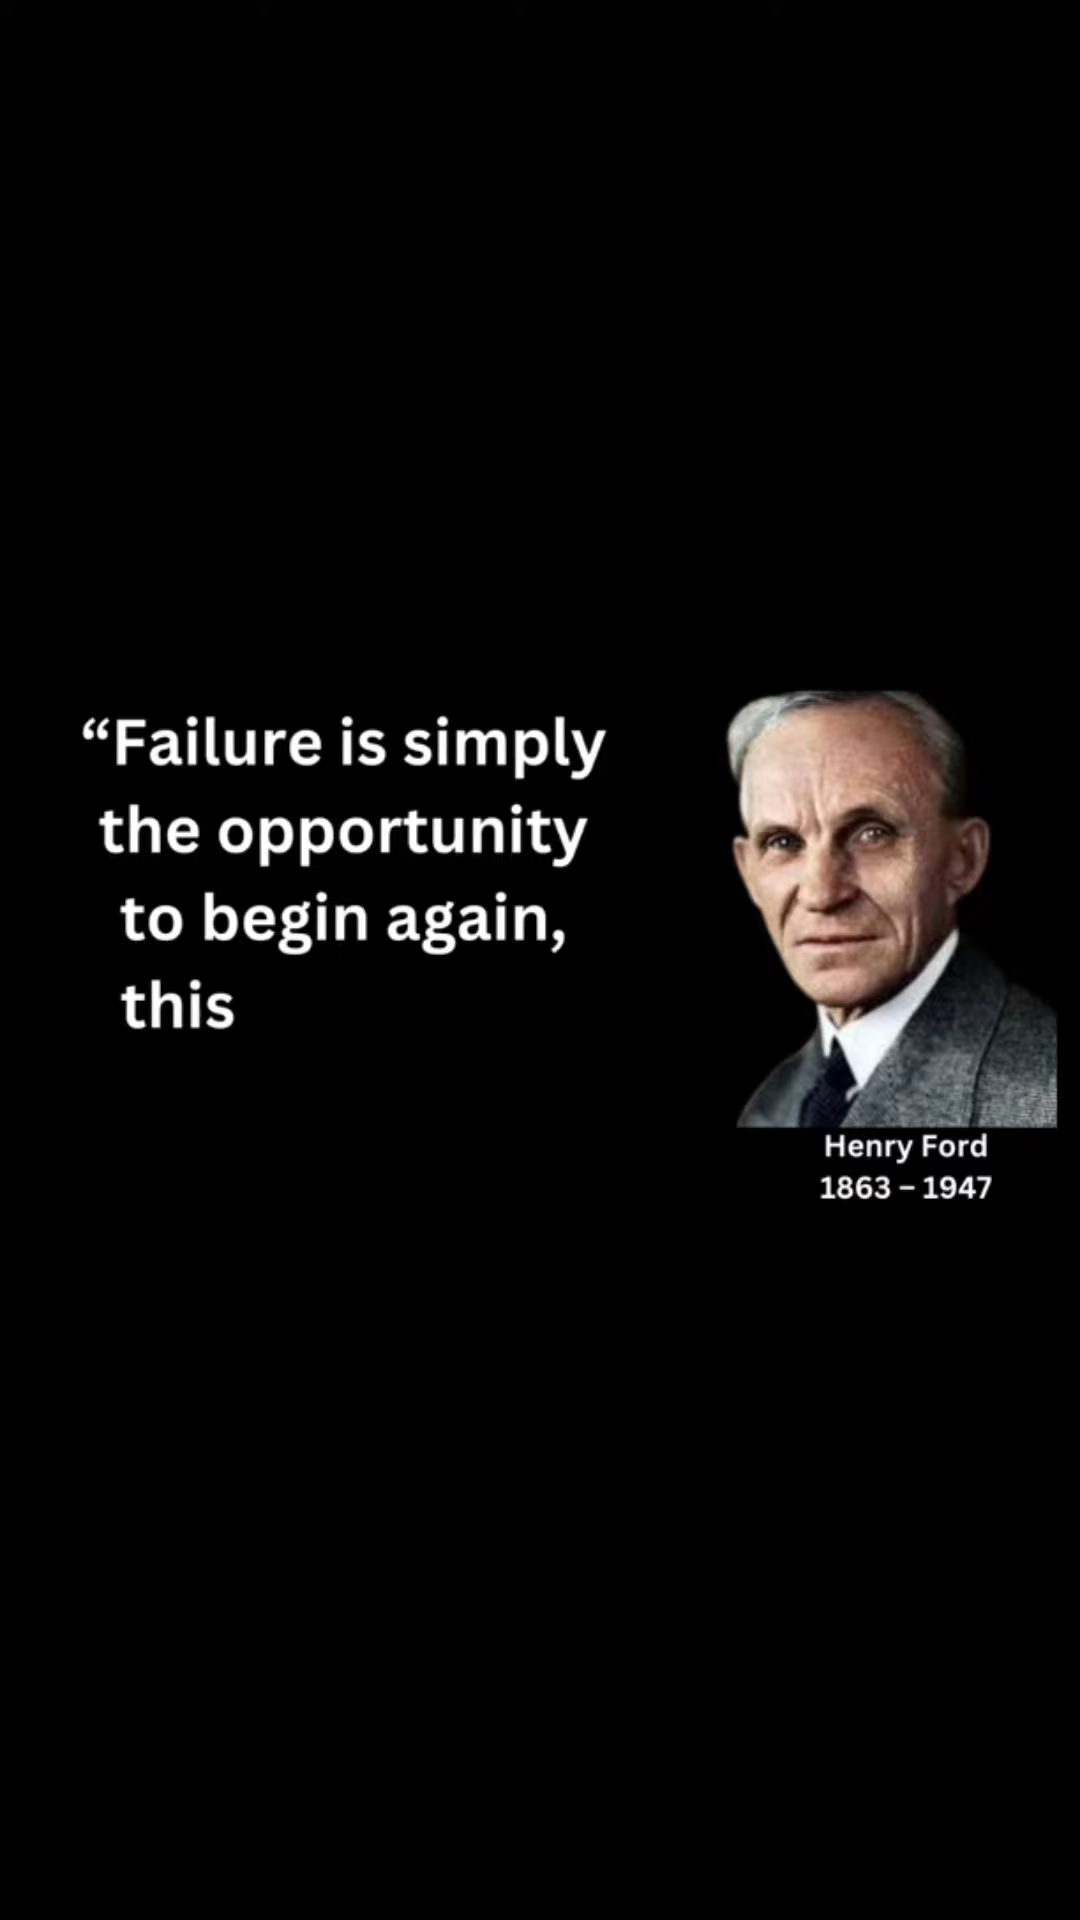 “Failure is simply
the opportunity
to begin again,
this
Henry Ford
1863 – 1947